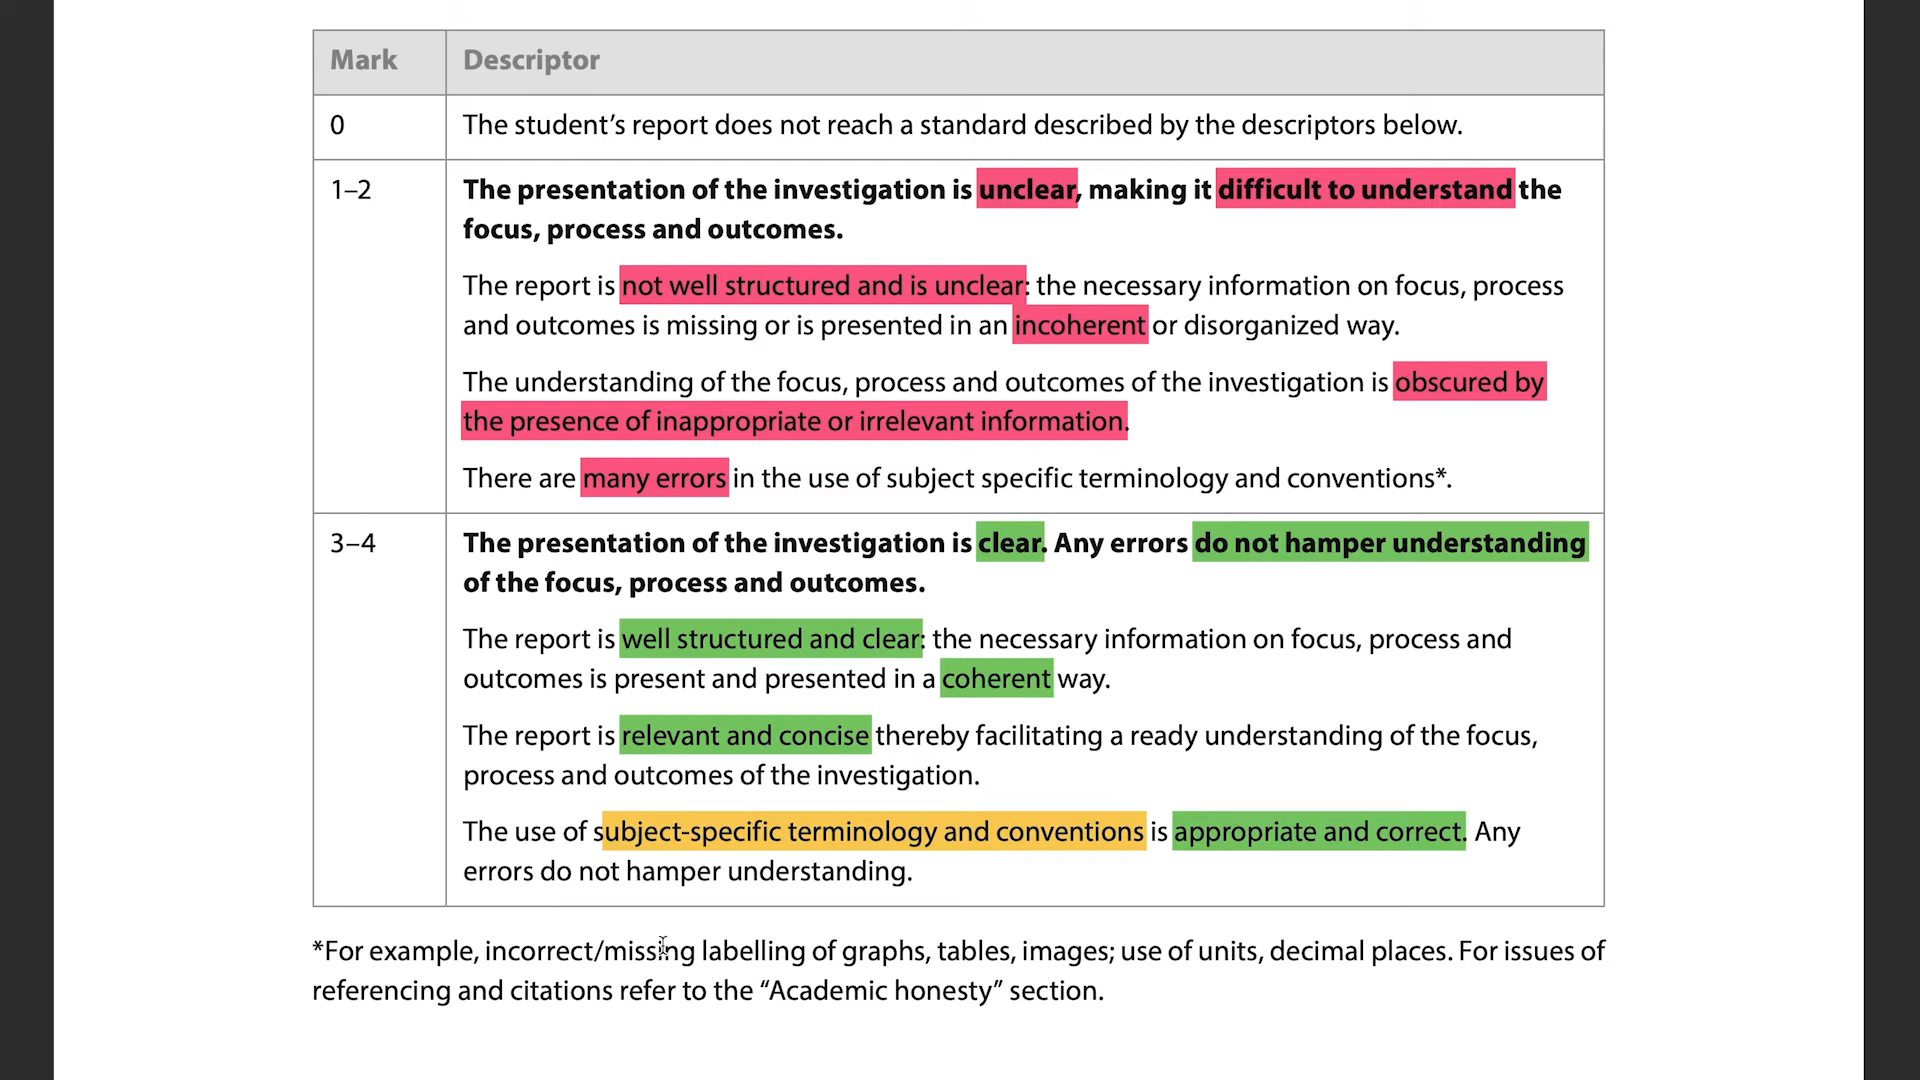 Mark Descriptor
0 The student’s report does not reach a standard described by the descriptors below.
1–2 The presentation of the investigation is unclear, making it difficult to understand the
focus, process and outcomes.
The report is not well structured and is unclear: the necessary information on focus, process
and outcomes is missing or is presented in an incoherent or disorganized way.
The understanding of the focus, process and outcomes of the investigation is obscured by
the presence of inappropriate or irrelevant information.
There are many errors in the use of subject specific terminology and conventions*.
3–4 The presentation of the investigation is clear. Any errors do not hamper understanding
of the focus, process and outcomes.
The report is well structured and clear: the necessary information on focus, process and
outcomes is present and presented in a coherent way.
The report is relevant and concise thereby facilitating a ready understanding of the focus,
process and outcomes of the investigation.
The use of subject-specific terminology and conventions is appropriate and correct. Any
errors do not hamper understanding.
*For example, incorrect/missing labelling of graphs, tables, images; use of units, decimal places. For issues of
referencing and citations refer to the “Academic honesty” section.